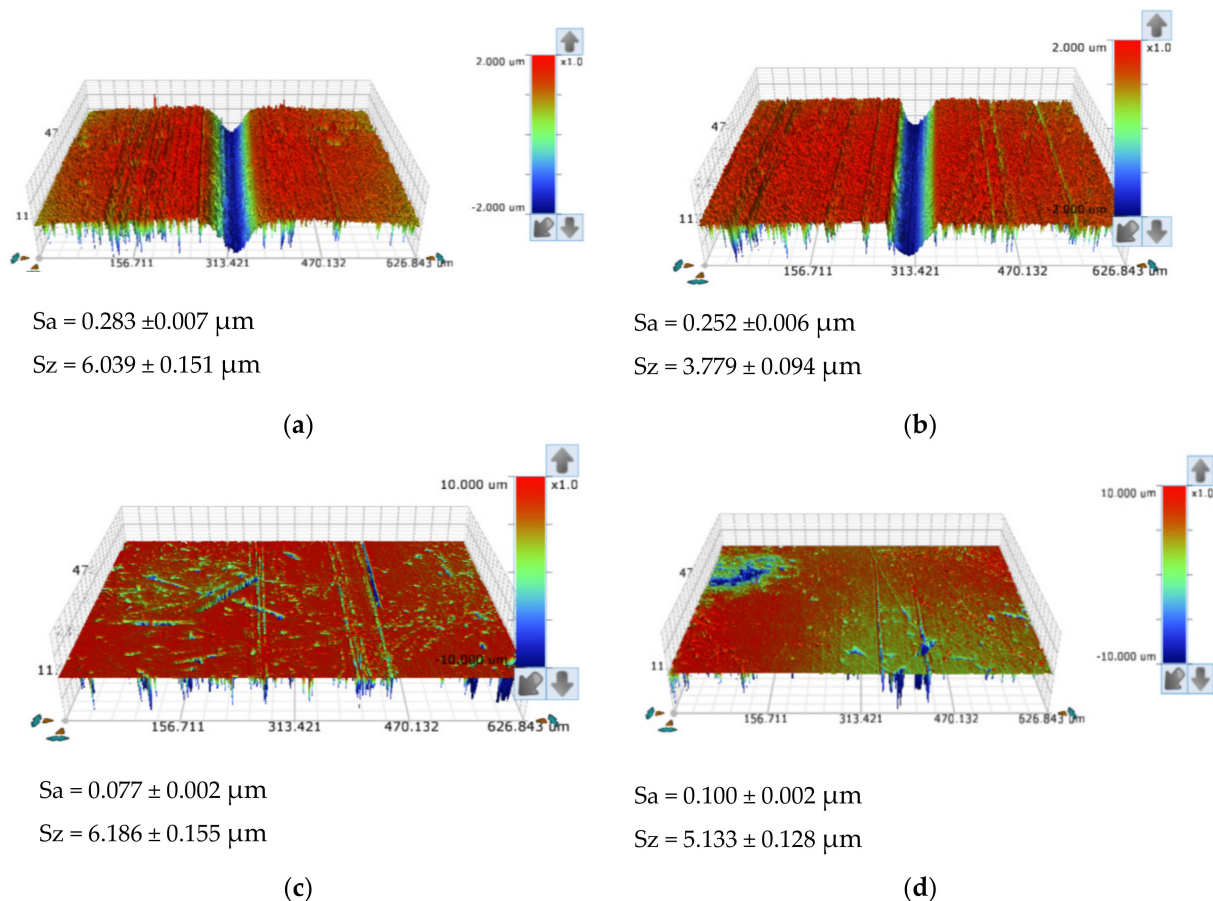 2.000 um
x1.0
47
11
-2.000 um
156.711 313.421 470.132 626.843 um
Sa = 0.283 ±0.007 μm
Sz = 6.039 ± 0.151 μm
(a)
2.000 um
x1.0
47
11
-2.000 um
156.711 313.421 470.132 626.843 um
Sa = 0.252 ±0.006 μm
Sz = 3.779 ± 0.094 μm
(b)
10.000 um
x1.0
47
11
-10.000 um
156.711 313.421 470.132 626.843 um
Sa = 0.077 ± 0.002 μm
Sz = 6.186 ± 0.155 μm
(c)
10.000 um
x1.0
47
11
-10.000 um
156.711 313.421 470.132 626.843 um
Sa = 0.100 ± 0.002 μm
Sz = 5.133 ± 0.128 μm
(d)